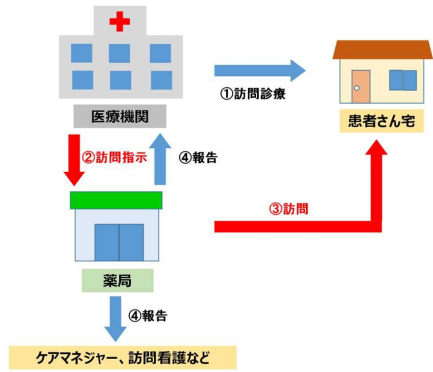 ①訪問診療
医療機関
患者さん宅
②訪問指示
④報告
③訪問
薬局
④報告
ケアマネジャー、訪問看護など